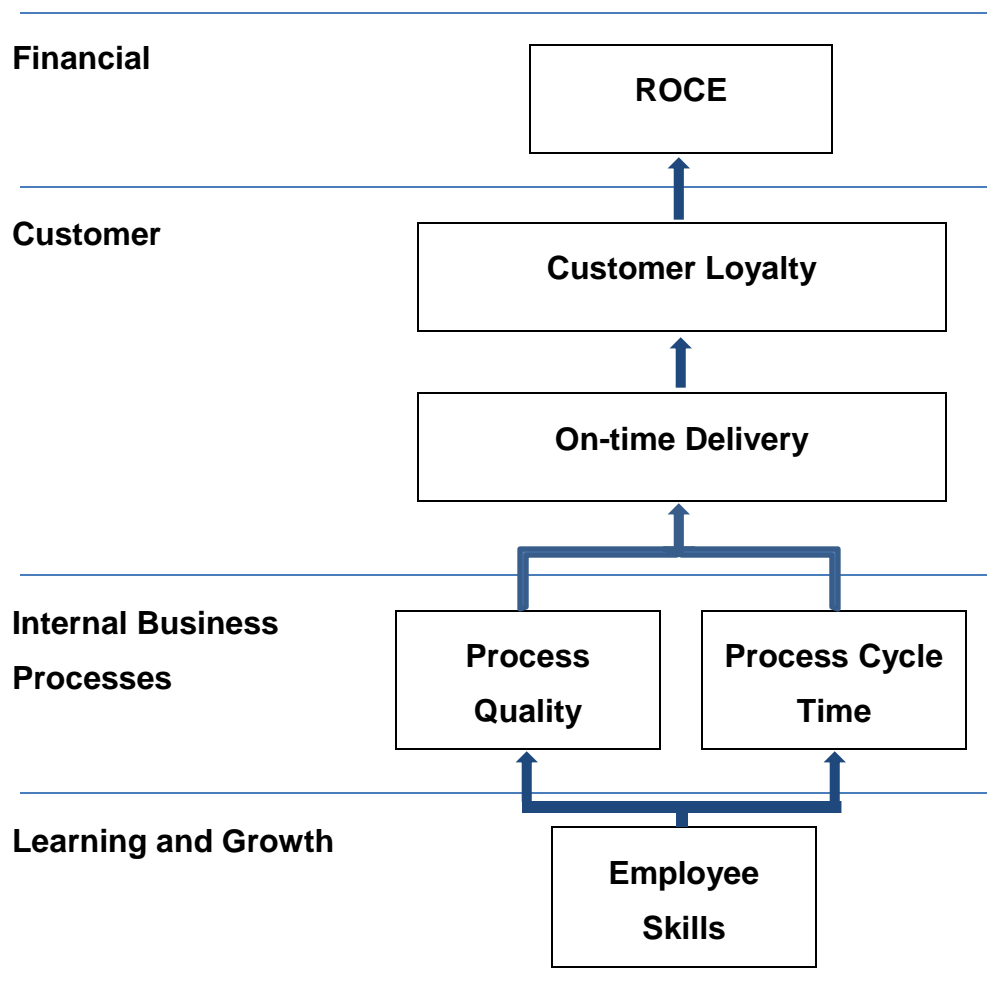 Financial
ROCE
Customer
Customer Loyalty
On-time Delivery
Internal Business
Processes
Process
Quality
Process Cycle
Time
Learning and Growth
Employee
Skills